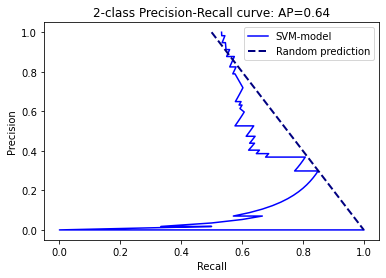 2-class Precision-Recall curve: AP=0.64
SVM-model
Random prediction
Precision
1.0
0.8
0.6
0.4
0.2
0.0
0.0 0.2 0.4 0.6 0.8 1.0
Recall